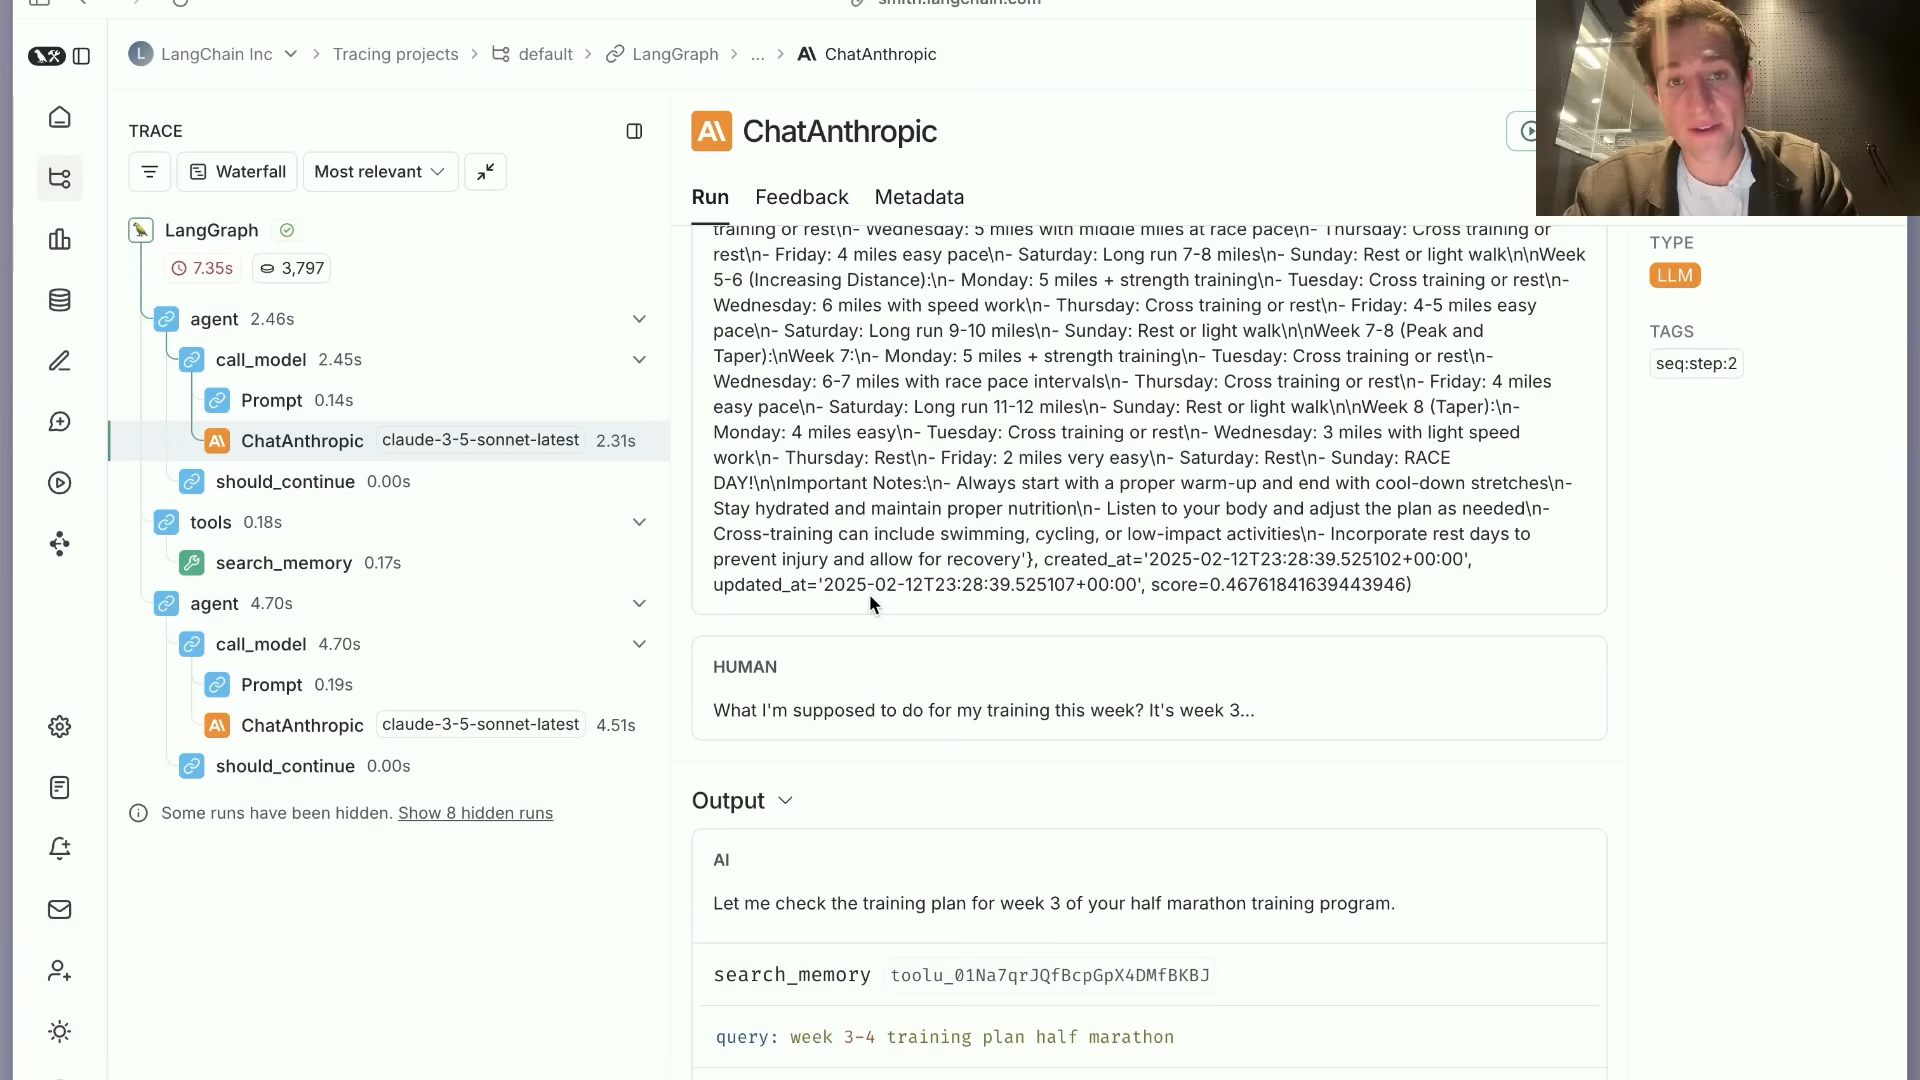 smith.langchain.com
L LangChain Inc > Tracing projects > default > LangGraph > ... > ChatAnthropic
TRACE
Waterfall
Most relevant
LangGraph
7.35s
3,797
agent 2.46s
call_model 2.45s
Prompt 0.14s
ChatAnthropic claude-3-5-sonnet-latest 2.31s
should_continue 0.00s
tools 0.18s
search_memory 0.17s
agent 4.70s
call_model 4.70s
Prompt 0.19s
ChatAnthropic claude-3-5-sonnet-latest 4.51s
should_continue 0.00s
Some runs have been hidden. Show 8 hidden runs
ChatAnthropic
Run Feedback Metadata
training or rest\n- Wednesday: 5 miles with middle miles at race pace\n- Thursday: Cross training or
rest\n- Friday: 4 miles easy pace\n- Saturday: Long run 7-8 miles\n- Sunday: Rest or light walk\n\nWeek
5-6 (Increasing Distance):\n- Monday: 5 miles + strength training\n- Tuesday: Cross training or rest\n-
Wednesday: 6 miles with speed work\n- Thursday: Cross training or rest\n- Friday: 4-5 miles easy
pace\n- Saturday: Long run 9-10 miles\n- Sunday: Rest or light walk\n\nWeek 7-8 (Peak and
Taper):\nWeek 7:\n- Monday: 5 miles + strength training\n- Tuesday: Cross training or rest\n-
Wednesday: 6-7 miles with race pace intervals\n- Thursday: Cross training or rest\n- Friday: 4 miles
easy pace\n- Saturday: Long run 11-12 miles\n- Sunday: Rest or light walk\n\nWeek 8 (Taper):\n-
Monday: 4 miles easy\n- Tuesday: Cross training or rest\n- Wednesday: 3 miles with light speed
work\n- Thursday: Rest\n- Friday: 2 miles very easy\n- Saturday: Rest\n- Sunday: RACE
DAY!\n\nImportant Notes:\n- Always start with a proper warm-up and end with cool-down stretches\n-
Stay hydrated and maintain proper nutrition\n- Listen to your body and adjust the plan as needed\n-
Cross-training can include swimming, cycling, or low-impact activities\n- Incorporate rest days to
prevent injury and allow for recovery'}, created_at='2025-02-12T23:28:39.525102+00:00',
updated_at='2025-02-12T23:28:39.525107+00:00', score=0.46761841639443946)
HUMAN
What I'm supposed to do for my training this week? It's week 3...
Output
AI
Let me check the training plan for week 3 of your half marathon training program.
search_memory toolu_01Na7qrJQfBcpGpX4DMfBKBJ
query: week 3-4 training plan half marathon
TYPE
LLM
TAGS
seq:step:2